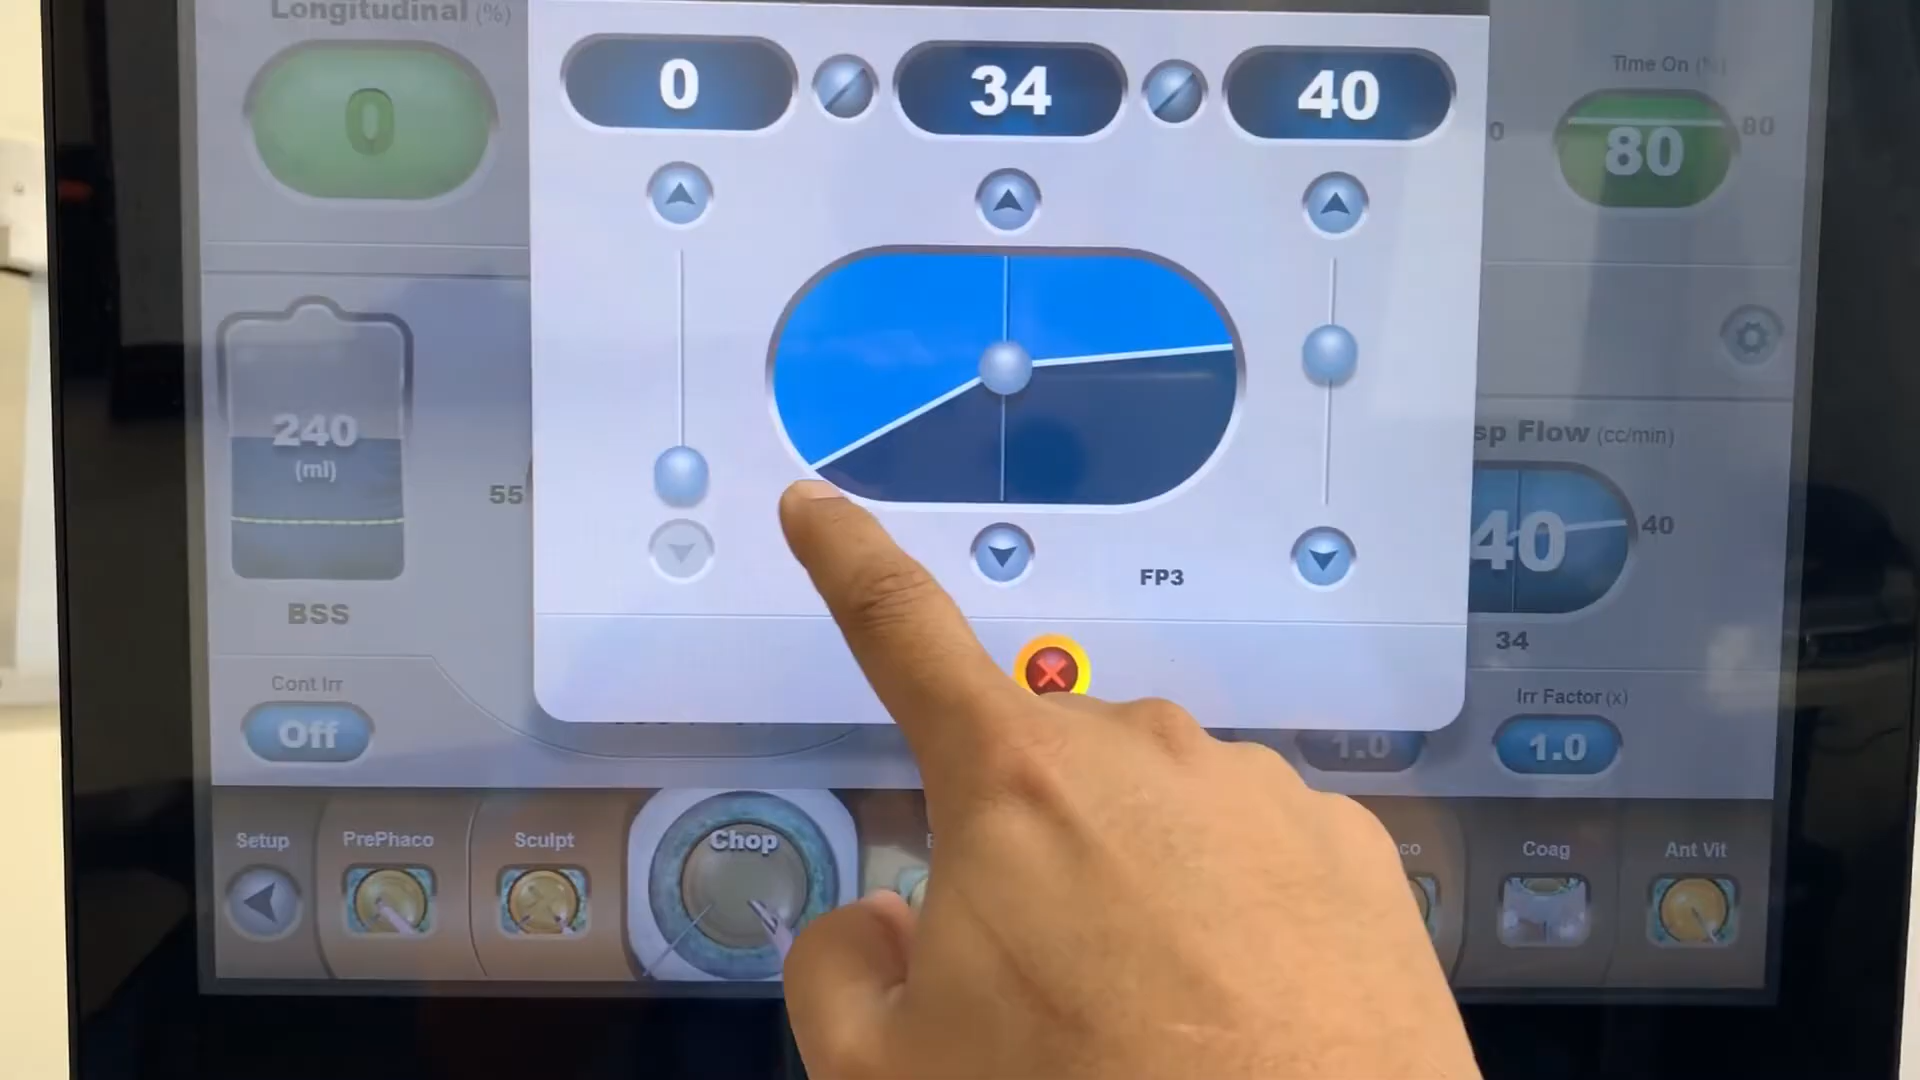 Longitudinal (%)
0
0
34
40
Time On (%)
0
80
80
240
(ml)
55
BSS
Cont Irr
Off
FP3
sp Flow (cc/min)
40
40
34
1.0
Irr Factor (x)
1.0
Setup
PrePhaco
Sculpt
Chop
co
Coag
Ant Vit